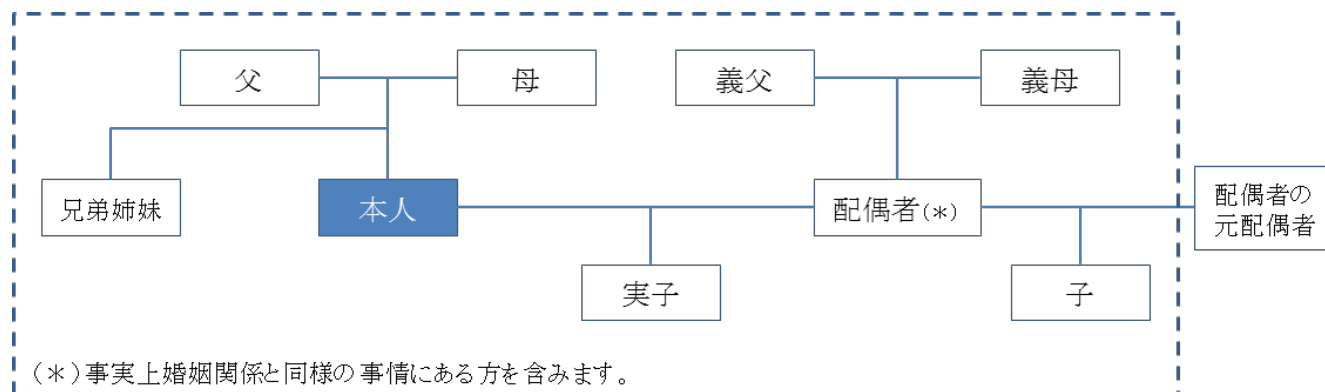 父
母
義父
義母
兄弟姉妹
本人
配偶者(*)
配偶者の
元配偶者
実子
子
(*)事実上婚姻関係と同様の事情にある方を含みます。